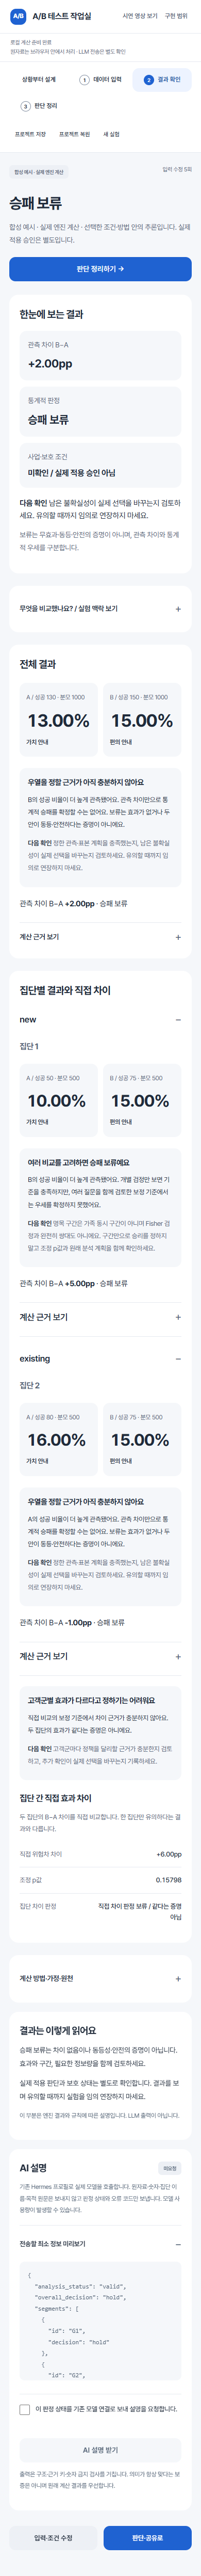 A/B
A/B 테스트 작업실
시연 영상 보기
구현 범위
로컬 계산 준비 완료
원자료는 브라우저 안에서 처리 · LLM 전송은 별도 확인
상황부터 설계
1 데이터 입력
2 결과 확인
3 판단 정리
프로젝트 저장
프로젝트 복원
새 실험
합성 예시 · 실제 엔진 계산
입력 수정 5회
승패 보류
합성 예시 · 실제 엔진 계산 · 선택한 조건·방법 안의 추론입니다. 실제
적용 승인은 별도입니다.
판단 정리하기 →
한눈에 보는 결과
관측 차이 B−A
+2.00pp
통계적 판정
승패 보류
사업·보호 조건
미확인 / 실제 적용 승인 아님
다음 확인 남은 불확실성이 실제 선택을 바꾸는지 검토하
세요. 유의할 때까지 임의로 연장하지 마세요.
보류는 무효과·동등·안전의 증명이 아니며, 관측 차이와 통계
적 우세를 구분합니다.
무엇을 비교했나요? / 실험 맥락 보기
+
전체 결과
A / 성공 130 · 분모 1000
13.00%
가치 안내
B / 성공 150 · 분모 1000
15.00%
편의 안내
우열을 정할 근거가 아직 충분하지 않아요
B의 성공 비율이 더 높게 관측됐어요. 관측 차이만으로 통
계적 승패를 확정할 수는 없어요. 보류는 효과가 없거나 두
안이 동등·안전하다는 증명이 아니에요.
다음 확인 정한 관측·표본 계획을 충족했는지, 남은 불확실
성이 실제 선택을 바꾸는지 검토하세요. 유의할 때까지 임
의로 연장하지 마세요.
관측 차이 B−A +2.00pp · 승패 보류
계산 근거 보기
+
집단별 결과와 직접 차이
new
−
집단 1
A / 성공 50 · 분모 500
10.00%
가치 안내
B / 성공 75 · 분모 500
15.00%
편의 안내
여러 비교를 고려하면 승패 보류예요
B의 성공 비율이 더 높게 관측됐어요. 개별 검정만 보면 기
준을 충족하지만, 여러 질문을 함께 검토한 보정 기준에서
는 우세를 확정하지 못했어요.
다음 확인 명목 구간은 가족 동시 구간이 아니며 Fisher 검
정과 완전히 쌍대도 아니에요. 구간만으로 승리를 정하지
말고 조정 p값과 원래 분석 계획을 함께 확인하세요.
관측 차이 B−A +5.00pp · 승패 보류
계산 근거 보기
+
existing
−
집단 2
A / 성공 80 · 분모 500
16.00%
가치 안내
B / 성공 75 · 분모 500
15.00%
편의 안내
우열을 정할 근거가 아직 충분하지 않아요
A의 성공 비율이 더 높게 관측됐어요. 관측 차이만으로 통
계적 승패를 확정할 수는 없어요. 보류는 효과가 없거나 두
안이 동등·안전하다는 증명이 아니에요.
다음 확인 정한 관측·표본 계획을 충족했는지, 남은 불확실
성이 실제 선택을 바꾸는지 검토하세요. 유의할 때까지 임
의로 연장하지 마세요.
관측 차이 B−A -1.00pp · 승패 보류
계산 근거 보기
+
고객군별 효과가 다르다고 정하기는 어려워요
직접 비교의 보정 기준에서 차이 근거가 충분하지 않아요.
두 집단의 효과가 같다는 증명은 아니에요.
다음 확인 고객군마다 정책을 달리할 근거가 충분한지 검토
하고, 추가 확인이 실제 선택을 바꾸는지 기록하세요.
집단 간 직접 효과 차이
두 집단의 B−A 차이를 직접 비교합니다. 한 집단만 유의하다는 결
과와 다릅니다.
직접 위험차 차이
+6.00pp
조정 p값
0.15798
집단 차이 판정
직접 차이 판정 보류 / 같다는 증명
아님
계산 방법·가정·원천
+
결과는 이렇게 읽어요
승패 보류는 차이 없음이나 동등성·안전의 증명이 아닙니다.
효과와 구간, 필요한 정보량을 함께 검토하세요.
실제 적용 판단과 보호 상태는 별도로 확인합니다. 결과를 보
며 유의할 때까지 실험을 임의 연장하지 마세요.
이 부분은 엔진 결과와 규칙에 따른 설명입니다. LLM 출력이 아닙니다.
AI 설명
미요청
기존 Hermes 프로필로 실제 모델을 호출합니다. 원자료·숫자·집단 이
름·목적 원문은 보내지 않고 판정 상태와 오류 코드만 보냅니다. 모델 사
용량이 발생할 수 있습니다.
전송할 최소 정보 미리보기
−
{
"analysis_status": "valid",
"overall_decision": "hold",
"segments": [
{
"id": "G1",
"decision": "hold"
},
{
"id": "G2",
이 판정 상태를 기존 모델 연결로 보내 설명을 요청합니다.
AI 설명 받기
출력은 구조·근거 키·숫자 금지 검사를 거칩니다. 의미가 항상 맞다는 보
증은 아니며 원래 계산 결과를 우선합니다.
입력·조건 수정
판단·공유로